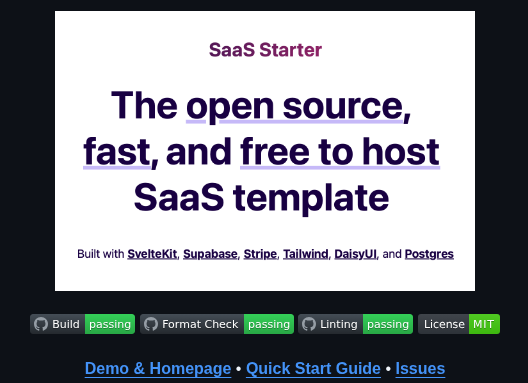 SaaS Starter
The open source,
fast, and free to host
SaaS template
Built with SvelteKit, Supabase, Stripe, Tailwind, DaisyUI, and Postgres
Build passing Format Check passing Linting passing License MIT
Demo & Homepage • Quick Start Guide • Issues